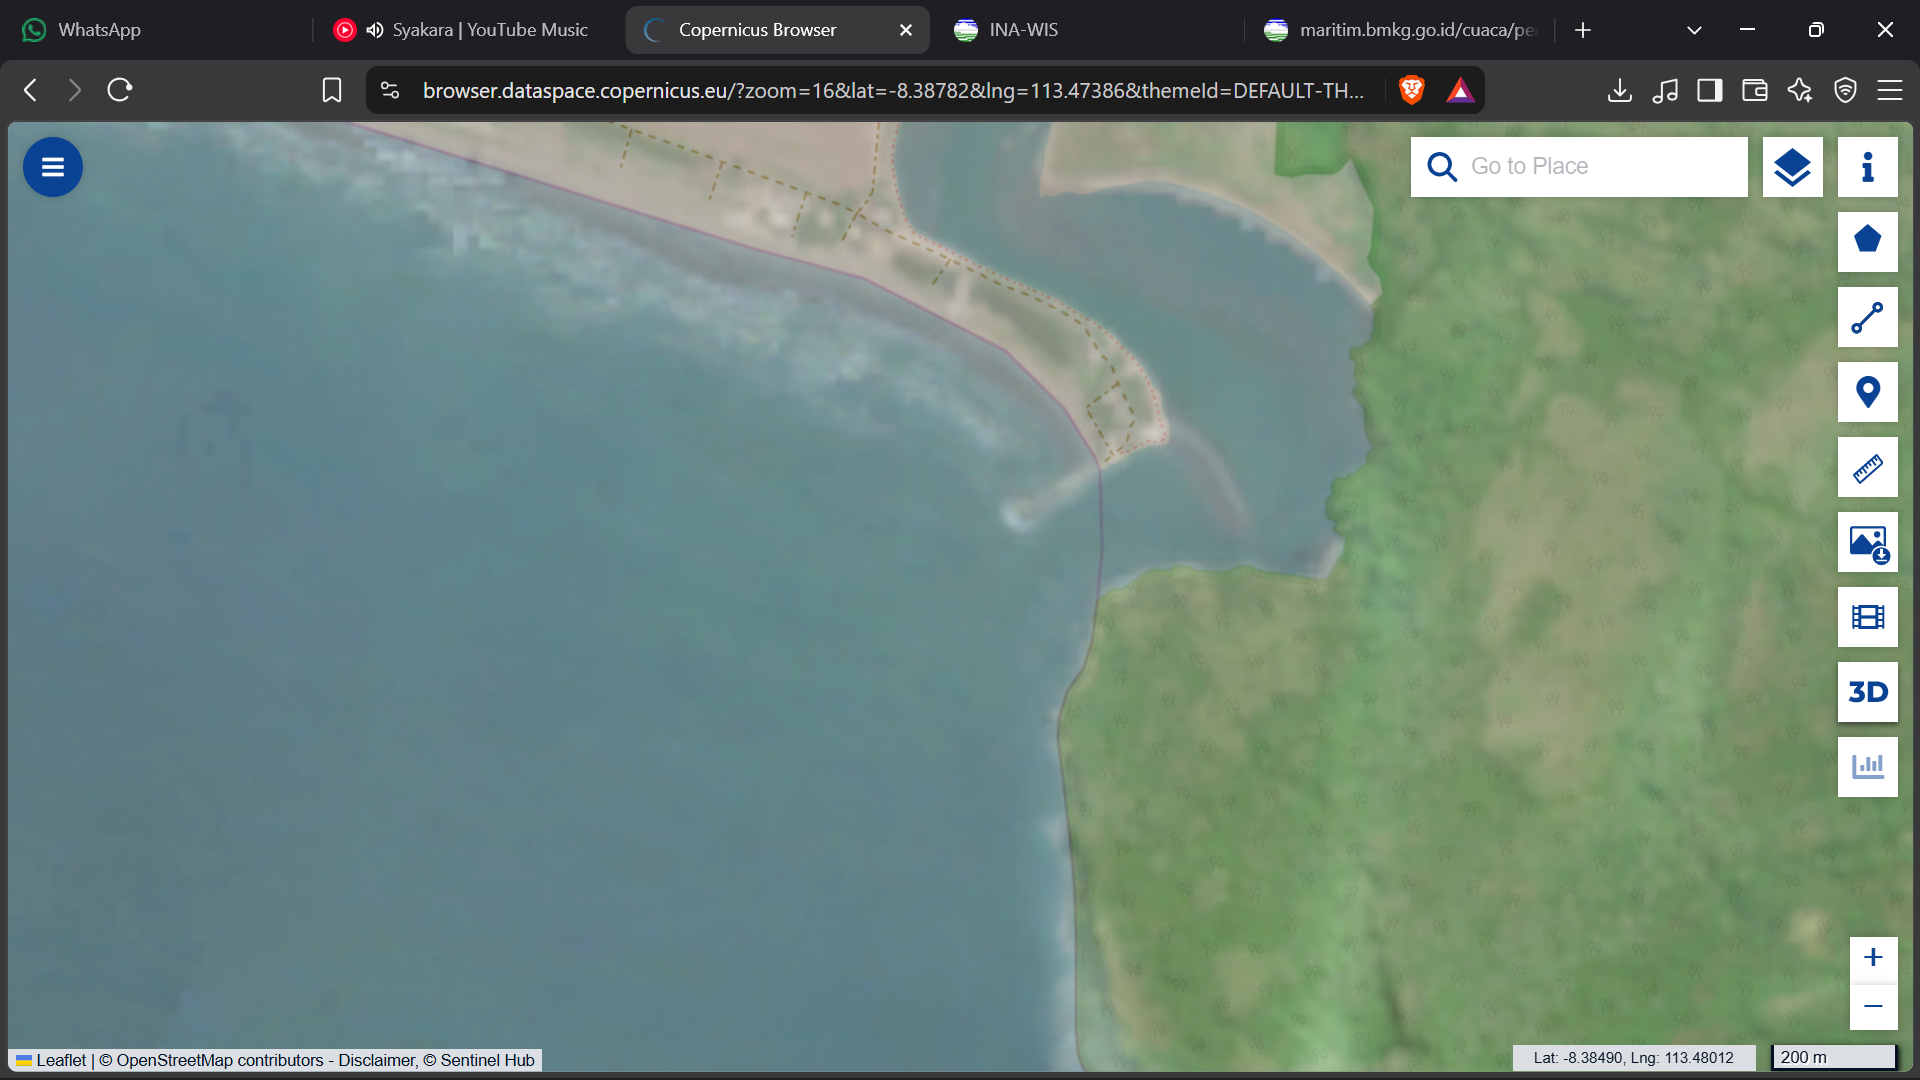 WhatsApp
Syakara | YouTube Music
Copernicus Browser
INA-WIS
maritim.bmkg.go.id/cuaca/pe
browser.dataspace.copernicus.eu/?zoom=16&lat=-8.38782&lng=113.47386&themeId=DEFAULT-TH...
Go to Place
3D
+
−
Leaflet | © OpenStreetMap contributors - Disclaimer, © Sentinel Hub
Lat: -8.38490, Lng: 113.48012
200 m